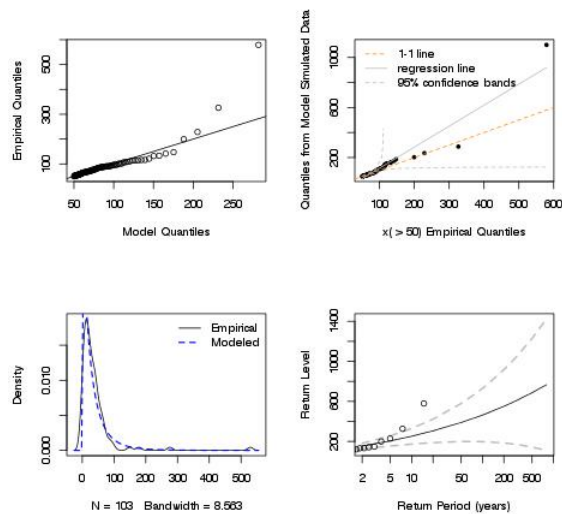 Empirical Quantiles
100
300
600
50
100
150
200
250
Model Quantiles
Quantiles from Model Simulated Data
200
600
1000
1-1 line
regression line
95% confidence bands
100
200
300
400
500
600
x( > 50) Empirical Quantiles
Density
0.000
0.010
Empirical
Modeled
0
100
200
300
400
500
N = 103 Bandwidth = 8.563
Return Level
200
600
1000
1400
2
5
10
50
500
Return Period (years)